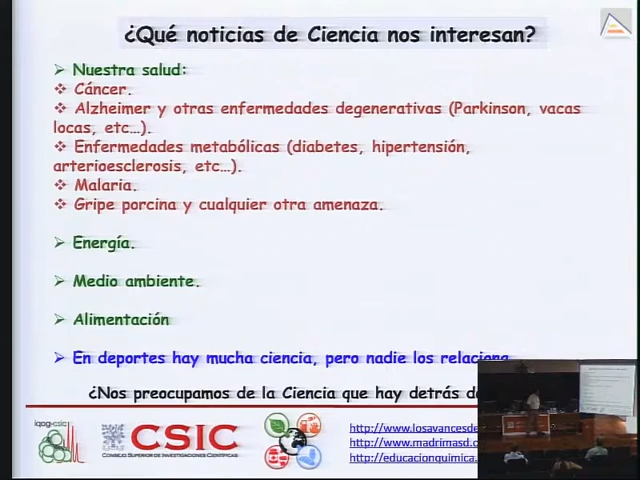 ¿Qué noticias de Ciencia nos interesan?
➢ Nuestra salud:
❖ Cáncer.
❖ Alzheimer y otras enfermedades degenerativas (Parkinson, vacas
locas, etc…).
❖ Enfermedades metabólicas (diabetes, hipertensión,
arterioesclerosis, etc…).
❖ Malaria.
❖ Gripe porcina y cualquier otra amenaza.
➢ Energía.
➢ Medio ambiente.
➢ Alimentación
➢ En deportes hay mucha ciencia, pero nadie los relaciona
¿Nos preocupamos de la Ciencia que hay detrás de
iqog-csic
CSIC
CONSEJO SUPERIOR DE INVESTIGACIONES CIENTÍFICAS
http://www.losavancesde
http://www.madrimasd.o
http://educacionquimica.